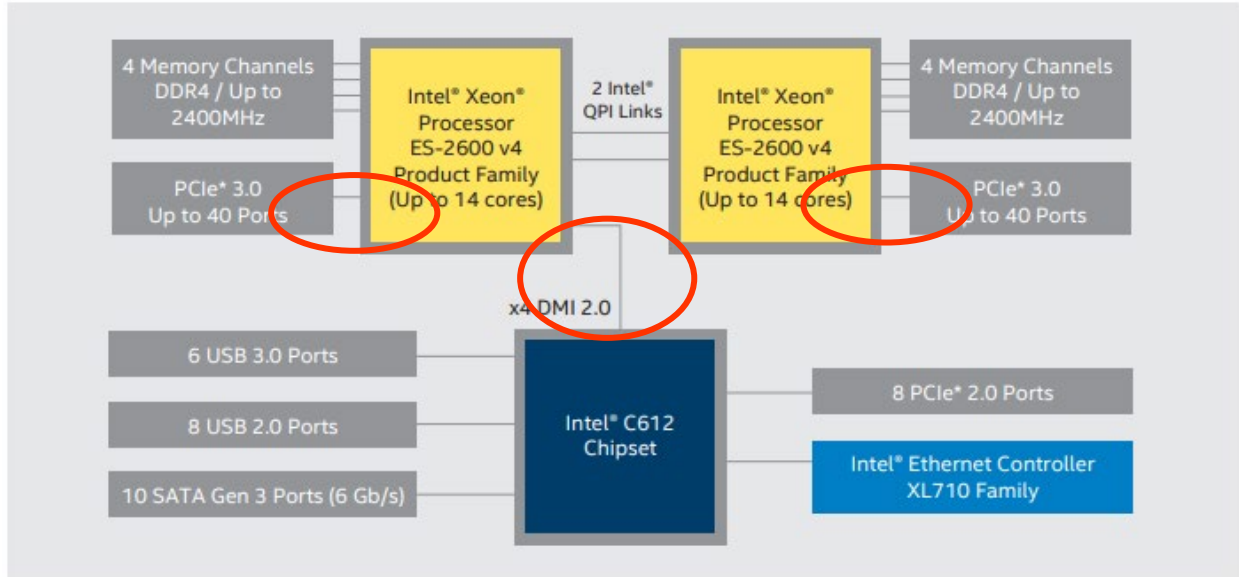 4 Memory Channels
DDR4 / Up to
2400MHz
PCIe* 3.0
Up to 40 Ports
Intel® Xeon®
Processor
ES-2600 v4
Product Family
(Up to 14 cores)
2 Intel®
QPI Links
Intel® Xeon®
Processor
ES-2600 v4
Product Family
(Up to 14 cores)
4 Memory Channels
DDR4 / Up to
2400MHz
PCIe* 3.0
Up to 40 Ports
x4 DMI 2.0
6 USB 3.0 Ports
8 USB 2.0 Ports
10 SATA Gen 3 Ports (6 Gb/s)
Intel® C612
Chipset
8 PCIe* 2.0 Ports
Intel® Ethernet Controller
XL710 Family